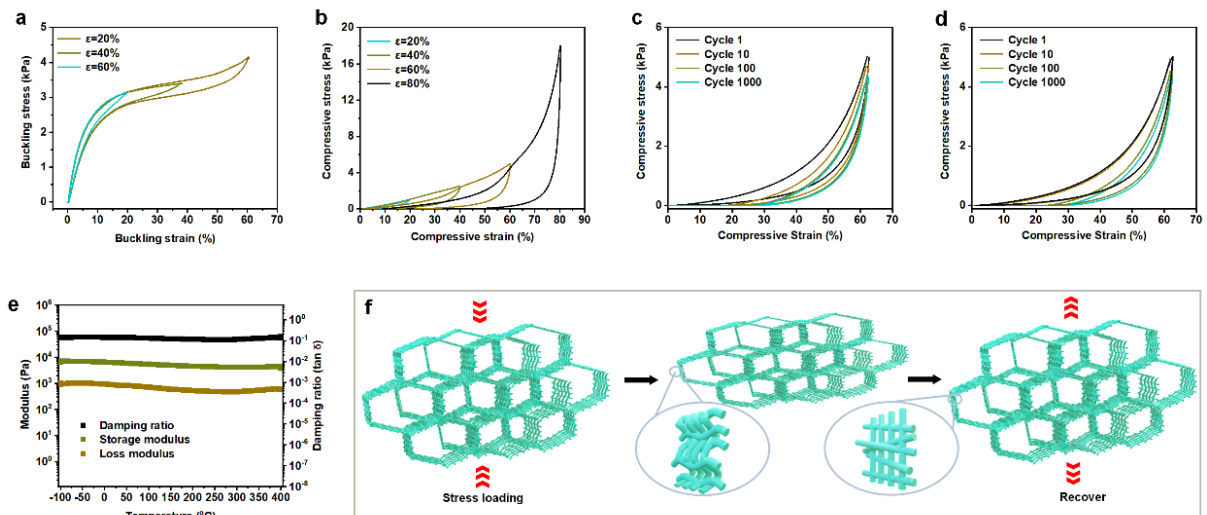 a
Buckling stress (kPa)
5
4
3
2
1
0
ε=20%
ε=40%
ε=60%
0 10 20 30 40 50 60 70
Buckling strain (%)
b
Compressive stress (kPa)
20
16
12
8
4
0
ε=20%
ε=40%
ε=60%
ε=80%
0 10 20 30 40 50 60 70 80 90
Compressive strain (%)
c
Compressive stress (kPa)
6
4
2
0
Cycle 1
Cycle 10
Cycle 100
Cycle 1000
0 10 20 30 40 50 60 70
Compressive Strain (%)
d
Compressive stress (kPa)
6
4
2
0
Cycle 1
Cycle 10
Cycle 100
Cycle 1000
0 10 20 30 40 50 60 70
Compressive Strain (%)
e
Modulus (Pa)
10⁶
10⁵
10⁴
10³
10²
10¹
10⁰
Damping ratio
Storage modulus
Loss modulus
10⁰
10⁻¹
10⁻²
10⁻³
10⁻⁴
10⁻⁵
10⁻⁶
10⁻⁷
10⁻⁸
Damping ratio (tan δ)
-100 -50 0 50 100 150 200 250 300 350 400
Temperature (⁰C)
f
Stress loading
Recover